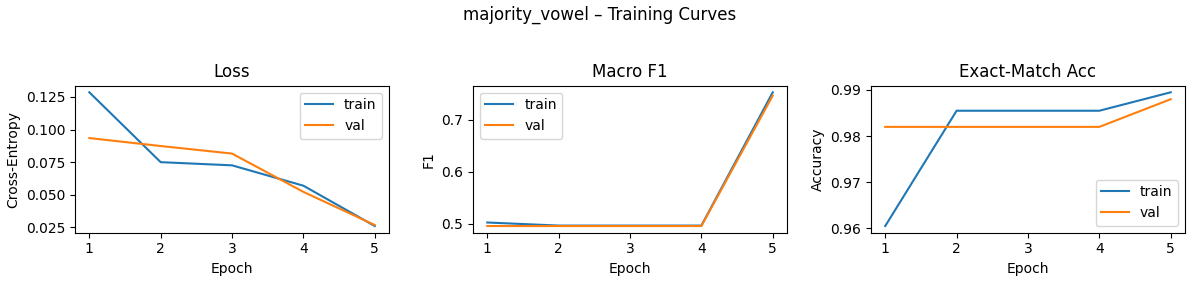 majority_vowel – Training Curves
Loss
Cross-Entropy
0.125
0.100
0.075
0.050
0.025
train
val
1 2 3 4 5
Epoch
Macro F1
F1
0.7
0.6
0.5
train
val
1 2 3 4 5
Epoch
Exact-Match Acc
Accuracy
0.99
0.98
0.97
0.96
train
val
1 2 3 4 5
Epoch